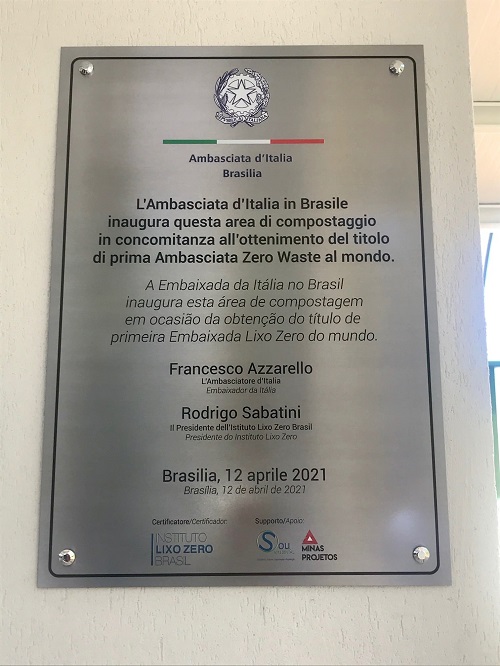 Ambasciata d'Italia
Brasilia
L'Ambasciata d'Italia in Brasile
inaugura questa area di compostaggio
in concomitanza all'ottenimento del titolo
di prima Ambasciata Zero Waste al mondo.
A Embaixada da Itália no Brasil
inaugura esta área de compostagem
em ocasião da obtenção do título de
primeira Embaixada Lixo Zero do mundo.
Francesco Azzarello
L'Ambasciatore d'Italia
Embaixador da Itália
Rodrigo Sabatini
Il Presidente dell'Istituto Lixo Zero Brasil
Presidente do Instituto Lixo Zero
Brasilia, 12 aprile 2021
Brasília, 12 de abril de 2021
Certificatore/Certificador:
Supporto/Apoio:
INSTITUTO
LIXO ZERO
BRASIL
MINAS
PROJETOS